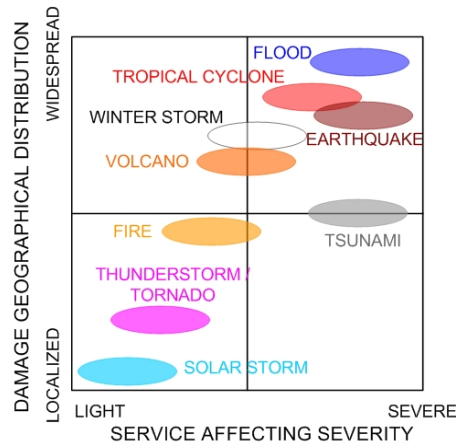 DAMAGE GEOGRAPHICAL DISTRIBUTION
WIDESPREAD
LOCALIZED
FLOOD
TROPICAL CYCLONE
WINTER STORM
EARTHQUAKE
VOLCANO
FIRE
TSUNAMI
THUNDERSTORM /
TORNADO
SOLAR STORM
LIGHT
SEVERE
SERVICE AFFECTING SEVERITY